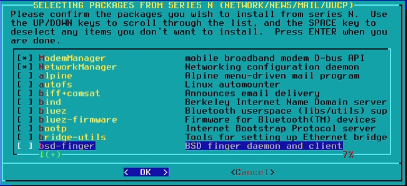 SELECTING PACKAGES FROM SERIES N (NETWORK/NEWS/MAIL/UUCP)
Please confirm the packages you wish to install from series N. Use
the UP/DOWN keys to scroll through the list, and the SPACE key to
deselect any items you don't want to install. Press ENTER when you
are done.
[*] ModemManager mobile broadband modem D-bus API
[*] NetworkManager Networking configuration daemon
[ ] alpine Alpine menu-driven mail program
[ ] autofs Linux automounter
[ ] biff+comsat Announces email delivery
[ ] bind Berkeley Internet Name Domain server
[ ] bluez Bluetooth userspace (libs/utils) sup
[ ] bluez-firmware Firmware for Bluetooth(TM) devices
[ ] bootp Internet Bootstrap Protocol server
[ ] bridge-utils Tools for setting up Ethernet bridge
[ ] bsd-finger BSD finger daemon and client
↓(+) 7%
< OK > <Cancel>